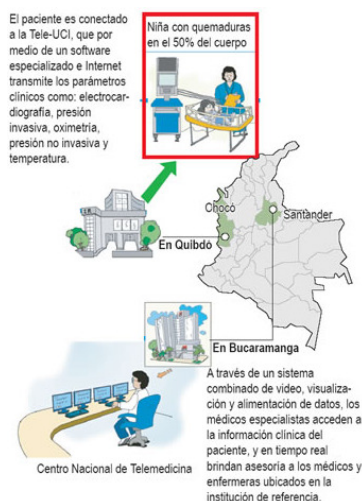 El paciente es conectado
a la Tele-UCI, que por
medio de un software
especializado e Internet
transmite los parámetros
clínicos como: electrocar-
diografía, presión
invasiva, oximetría,
presión no invasiva y
temperatura.
Niña con quemaduras
en el 50% del cuerpo
Chocó
Santander
En Quibdó
En Bucaramanga
A través de un sistema
combinado de video, visualiza-
ción y alimentación de datos, los
médicos especialistas acceden a
la información clínica del
paciente, y en tiempo real
brindan asesoría a los médicos y
enfermeras ubicados en la
institución de referencia.
Centro Nacional de Telemedicina